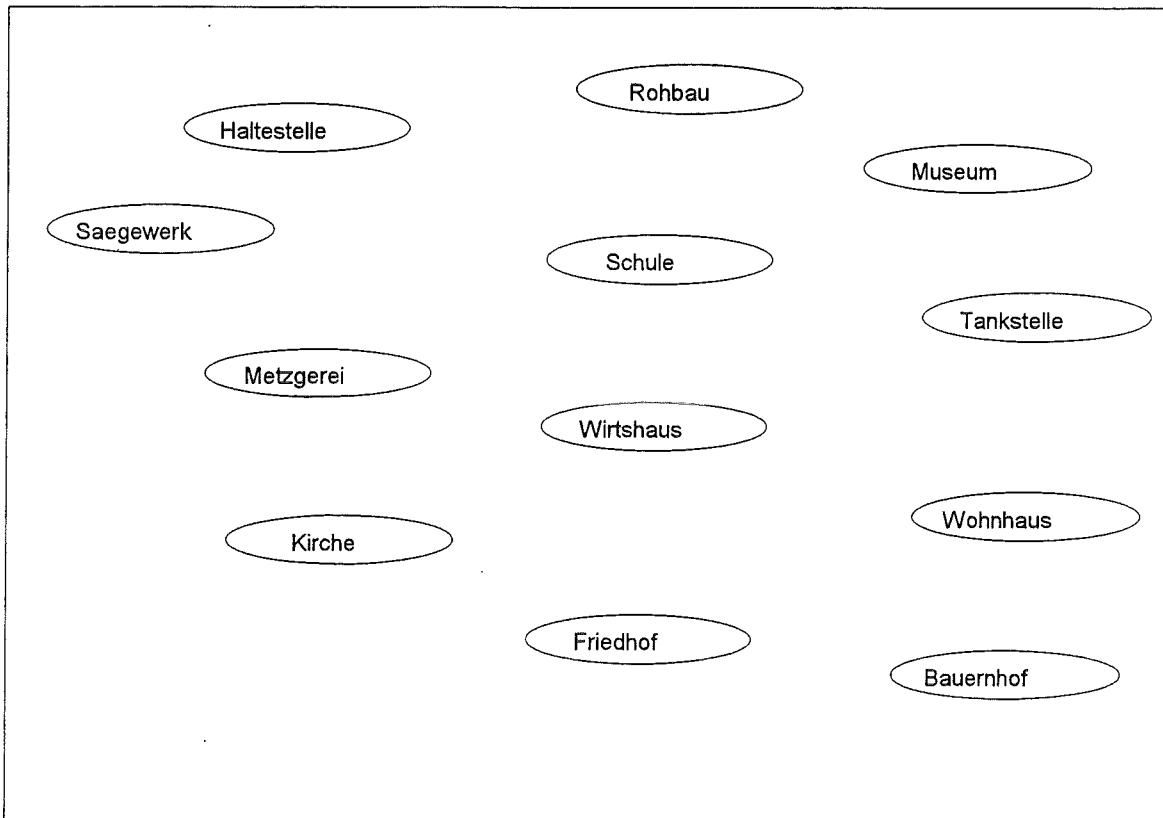 Rohbau
Haltestelle
Museum
Saegewerk
Schule
Tankstelle
Metzgerei
Wirtshaus
Wohnhaus
Kirche
Friedhof
Bauernhof